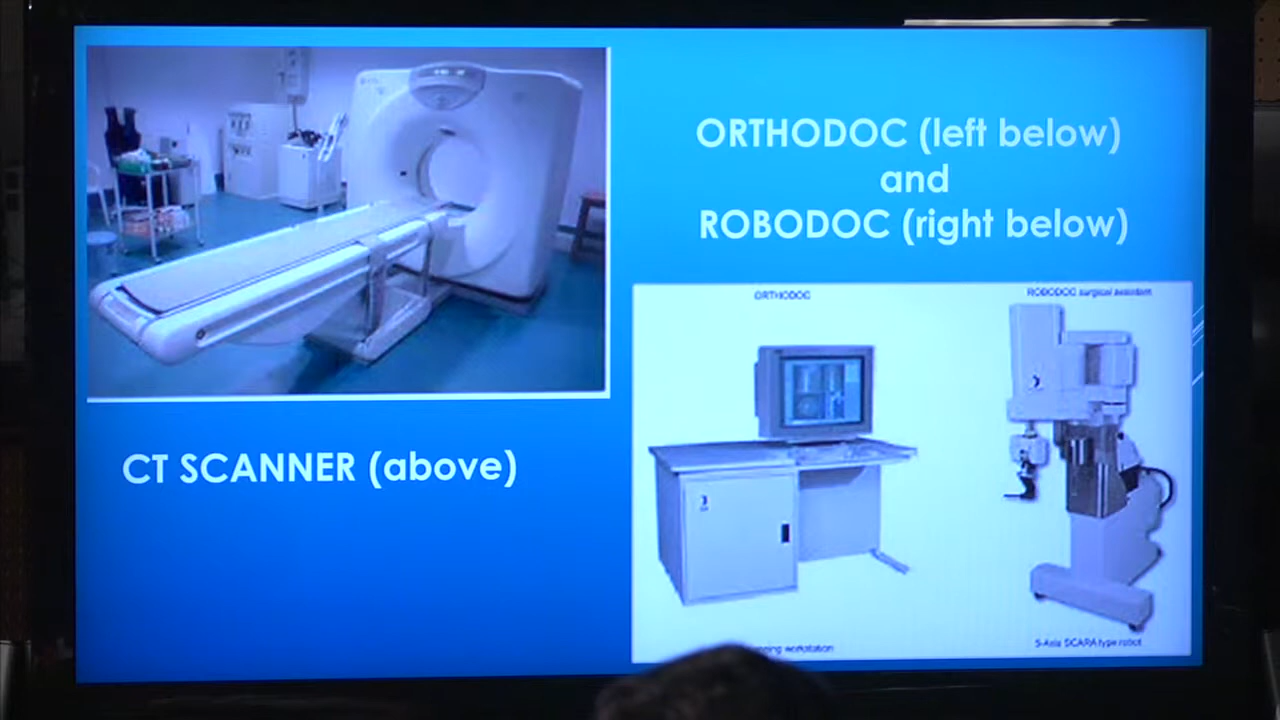 ORTHODOC (left below)
and
ROBODOC (right below)
CT SCANNER (above)
ORTHODOC
ROBODOC surgical assistant
workstation
5-Axis SCARA type robot